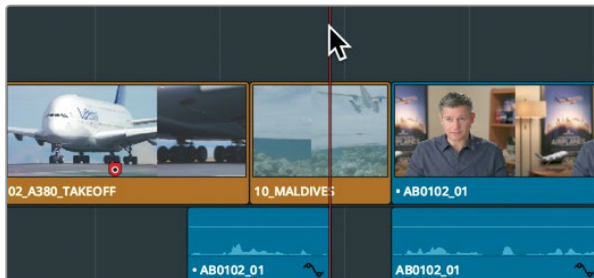 02_A380_TAKEOFF
10_MALDIVES
• AB0102_01
• AB0102_01
AB0102_01